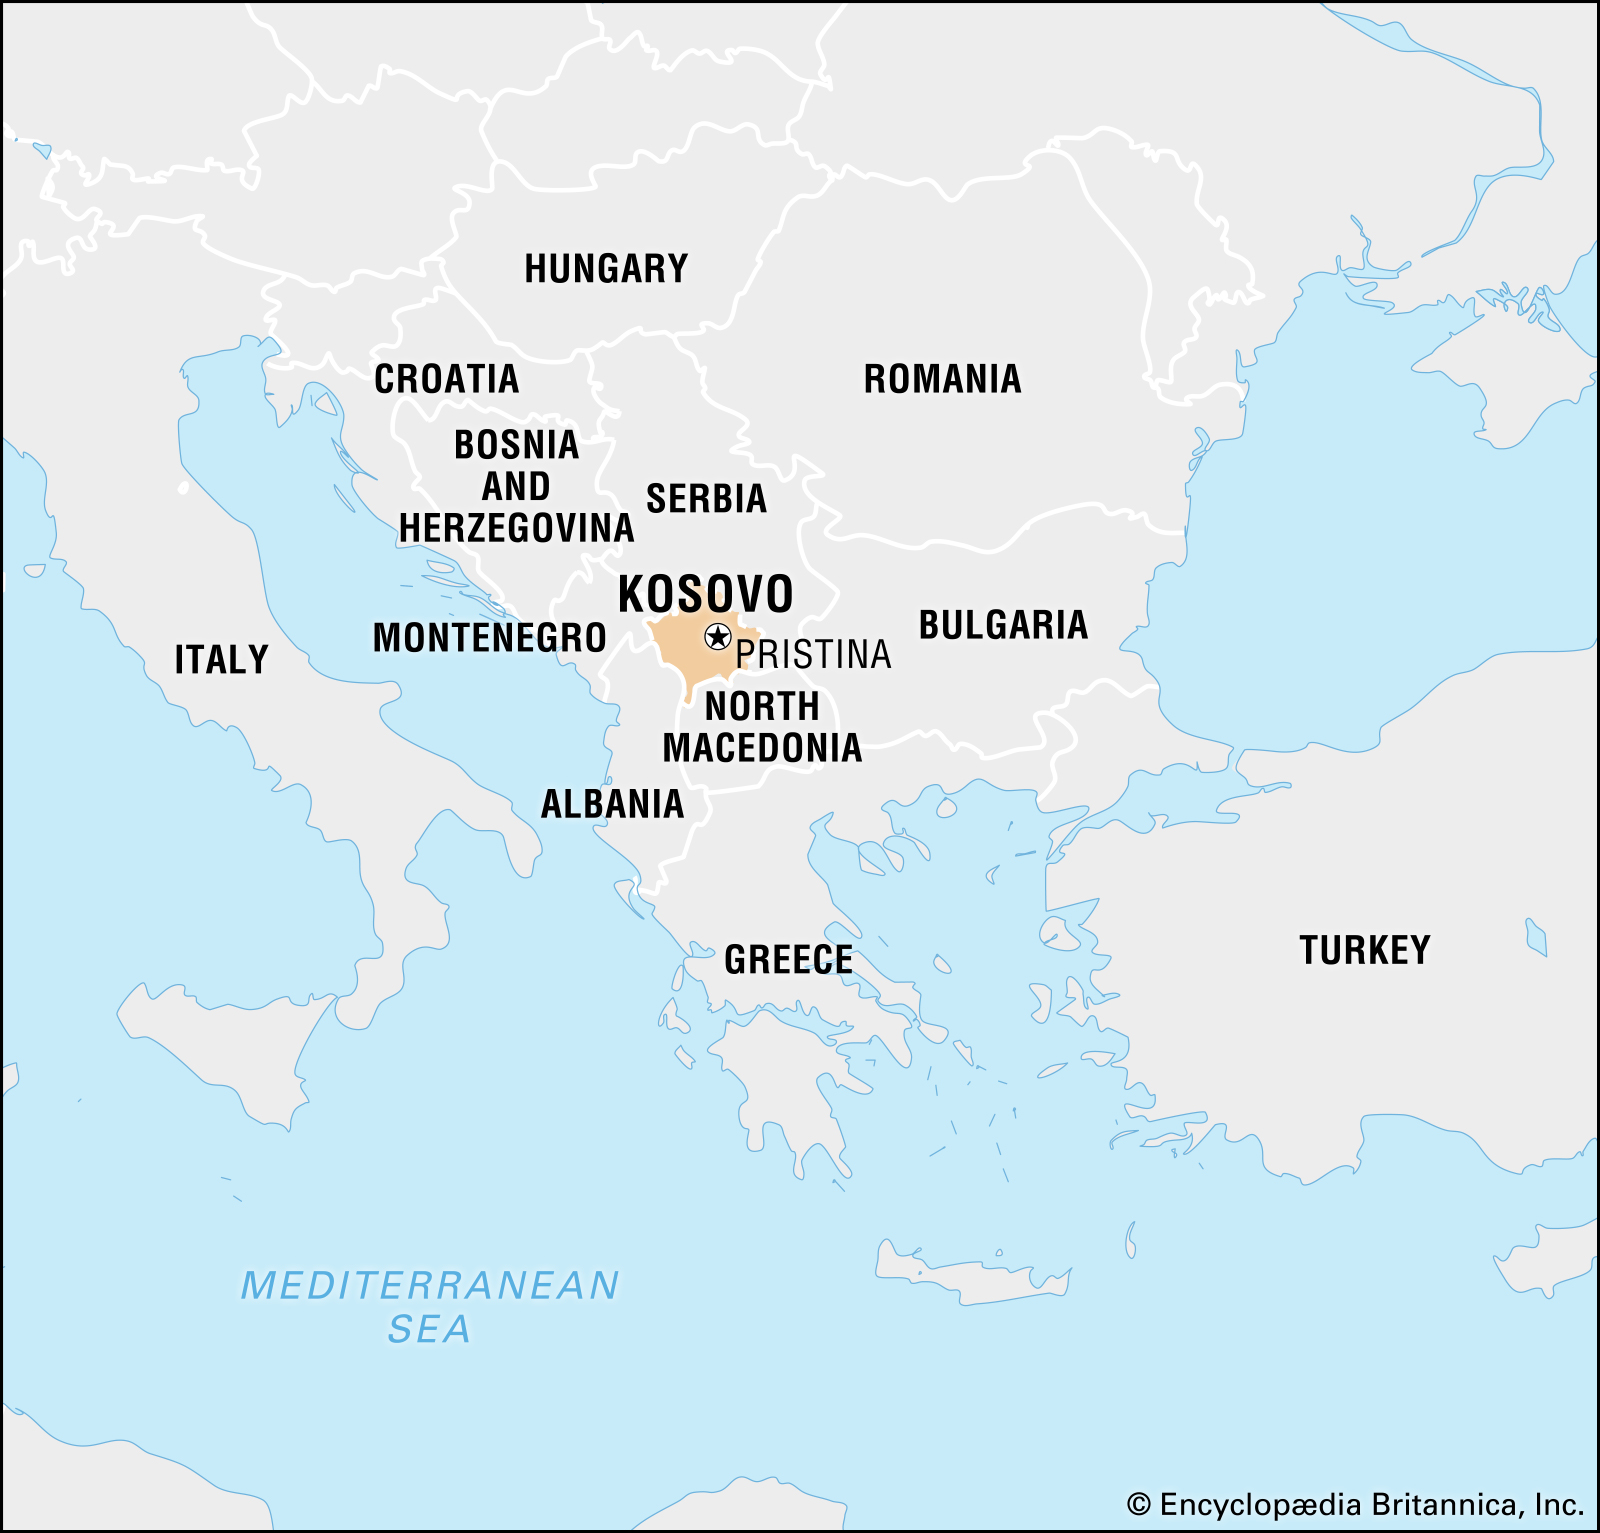 HUNGARY
CROATIA
ROMANIA
BOSNIA
AND
HERZEGOVINA
SERBIA
KOSOVO
BULGARIA
MONTENEGRO
PRISTINA
ITALY
NORTH
MACEDONIA
ALBANIA
GREECE
TURKEY
MEDITERRANEAN
SEA
© Encyclopædia Britannica, Inc.